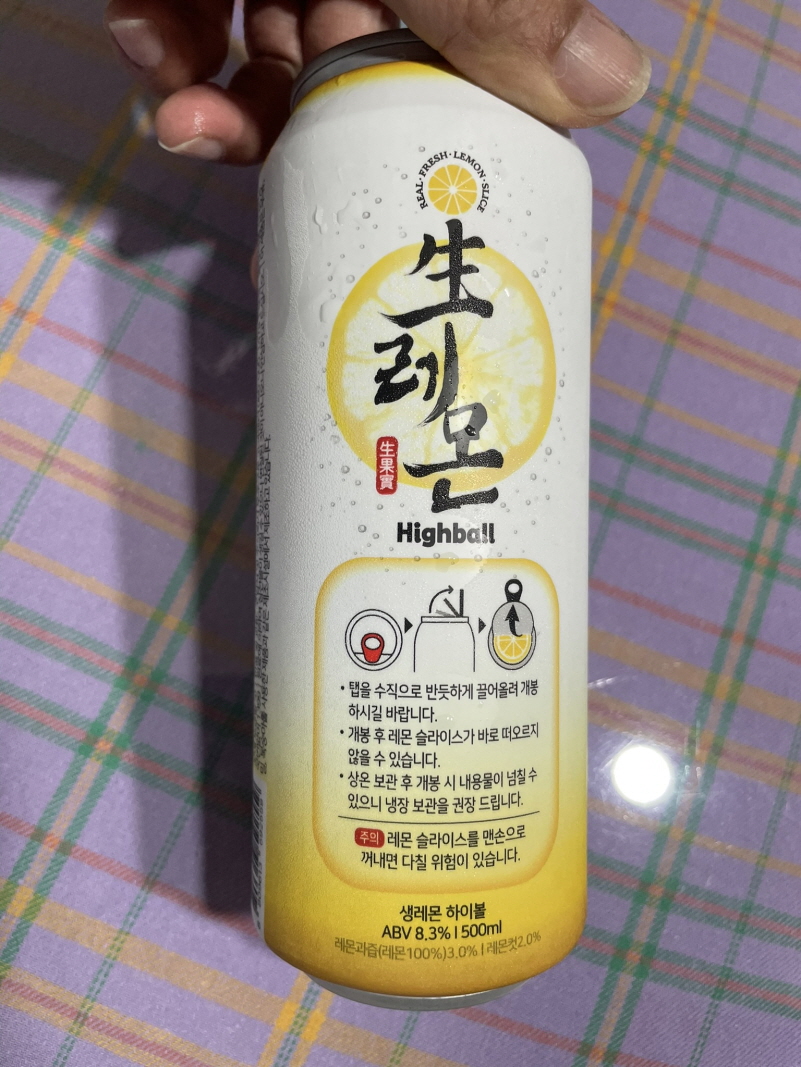 REAL·FRESH·LEMON·SLICE
生
레
몬
生果實
Highball
• 탭을 수직으로 반듯하게 끌어올려 개봉
하시길 바랍니다.
• 개봉 후 레몬 슬라이스가 바로 떠오르지
않을 수 있습니다.
• 상온 보관 후 개봉 시 내용물이 넘칠 수
있으니 냉장 보관을 권장 드립니다.
주의 레몬 슬라이스를 맨손으로
꺼내면 다칠 위험이 있습니다.
생레몬 하이볼
ABV 8.3% | 500ml
레몬과즙(레몬100%)3.0% | 레몬컷2.0%